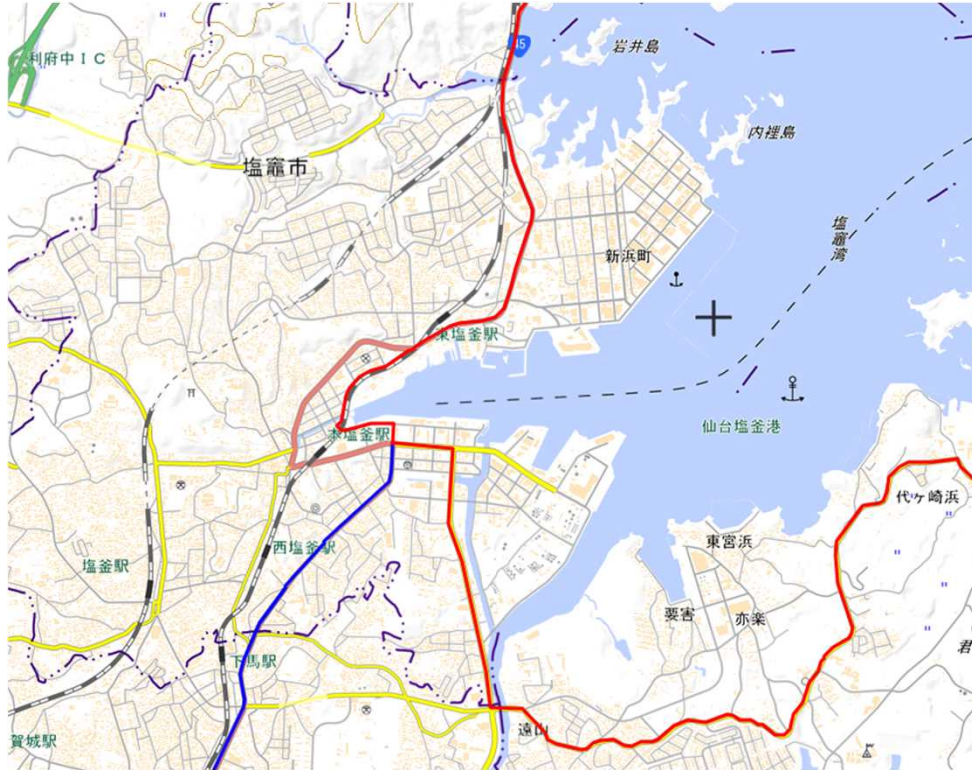 岩井島
利府中IC
内裡島
塩竈市
塩竈湾
新浜町
東塩釜駅
仙台塩釜港
本塩釜駅
代ヶ崎浜
東宮浜
西塩釜駅
塩釜駅
要害
亦楽
下馬駅
君
遠山
賀城駅